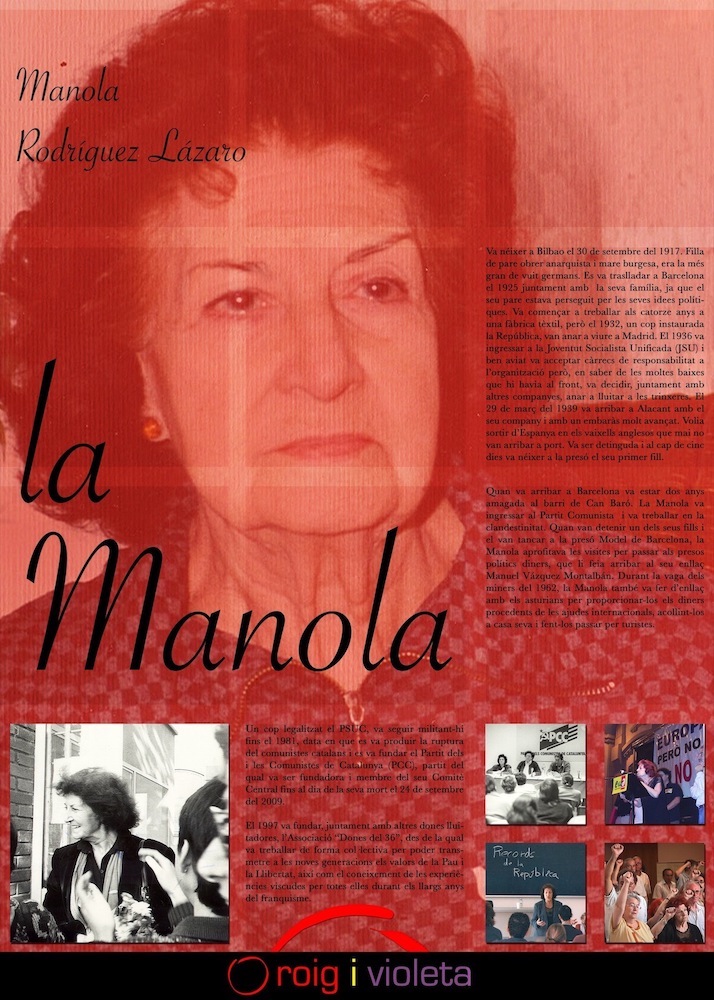 Manola
Rodríguez Lázaro
la
Manola
Va néixer a Bilbao el 30 de setembre del 1917. Filla
de pare obrer anarquista i mare burgesa, era la més
gran de vuit germans. Es va traslladar a Barcelona
el 1925 juntament amb la seva família, ja que el
seu pare estava perseguit per les seves idees políti-
ques. Va començar a treballar als catorze anys a
una fàbrica tèxtil, però el 1932, un cop instaurada
la República, van anar a viure a Madrid. El 1936 va
ingressar a la Joventut Socialista Unificada (JSU) i
ben aviat va acceptar càrrecs de responsabilitat a
l'organització però, en saber de les moltes baixes
que hi havia al front, va decidir, juntament amb
altres companyes, anar a lluitar a les trinxeres. El
29 de març del 1939 va arribar a Alacant amb el
seu company i amb un embaràs molt avançat. Volia
sortir d'Espanya en els vaixells anglesos que mai no
van arribar a port. Va ser detinguda i al cap de cinc
dies va néixer a la presó el seu primer fill.
Quan va arribar a Barcelona va estar dos anys
amagada al barri de Can Baró. La Manola va
ingressar al Partit Comunista i va treballar en la
clandestinitat. Quan van detenir un dels seus fills i
el van tancar a la presó Model de Barcelona, la
Manola aprofitava les visites per passar als presos
polítics diners, que li feia arribar al seu enllaç
Manuel Vázquez Montalbán. Durant la vaga dels
miners del 1962, la Manola també va fer d'enllaç
amb els asturians per proporcionar-los els diners
procedents de les ajudes internacionals, acollint-los
a casa seva i fent-los passar per turistes.
Un cop legalitzat el PSUC, va seguir militant-hi
fins el 1981, data en que es va produir la ruptura
del comunistes catalans i es va fundar el Partit dels
i les Comunistes de Catalunya (PCC), partit del
qual va ser fundadora i membre del seu Comitè
Central fins al dia de la seva mort el 24 de setembre
del 2009.
El 1997 va fundar, juntament amb altres dones llui-
tadores, l'Associació "Dones del 36", des de la qual
va treballar de forma col·lectiva per poder trans-
metre a les noves generacions els valors de la Pau i
la Llibertat, així com el coneixement de les experièn-
cies viscudes per totes elles durant els llargs anys
del franquisme.
PCC
EUROP
PERÒ NO
NO
Records
de la
República
roig i violeta